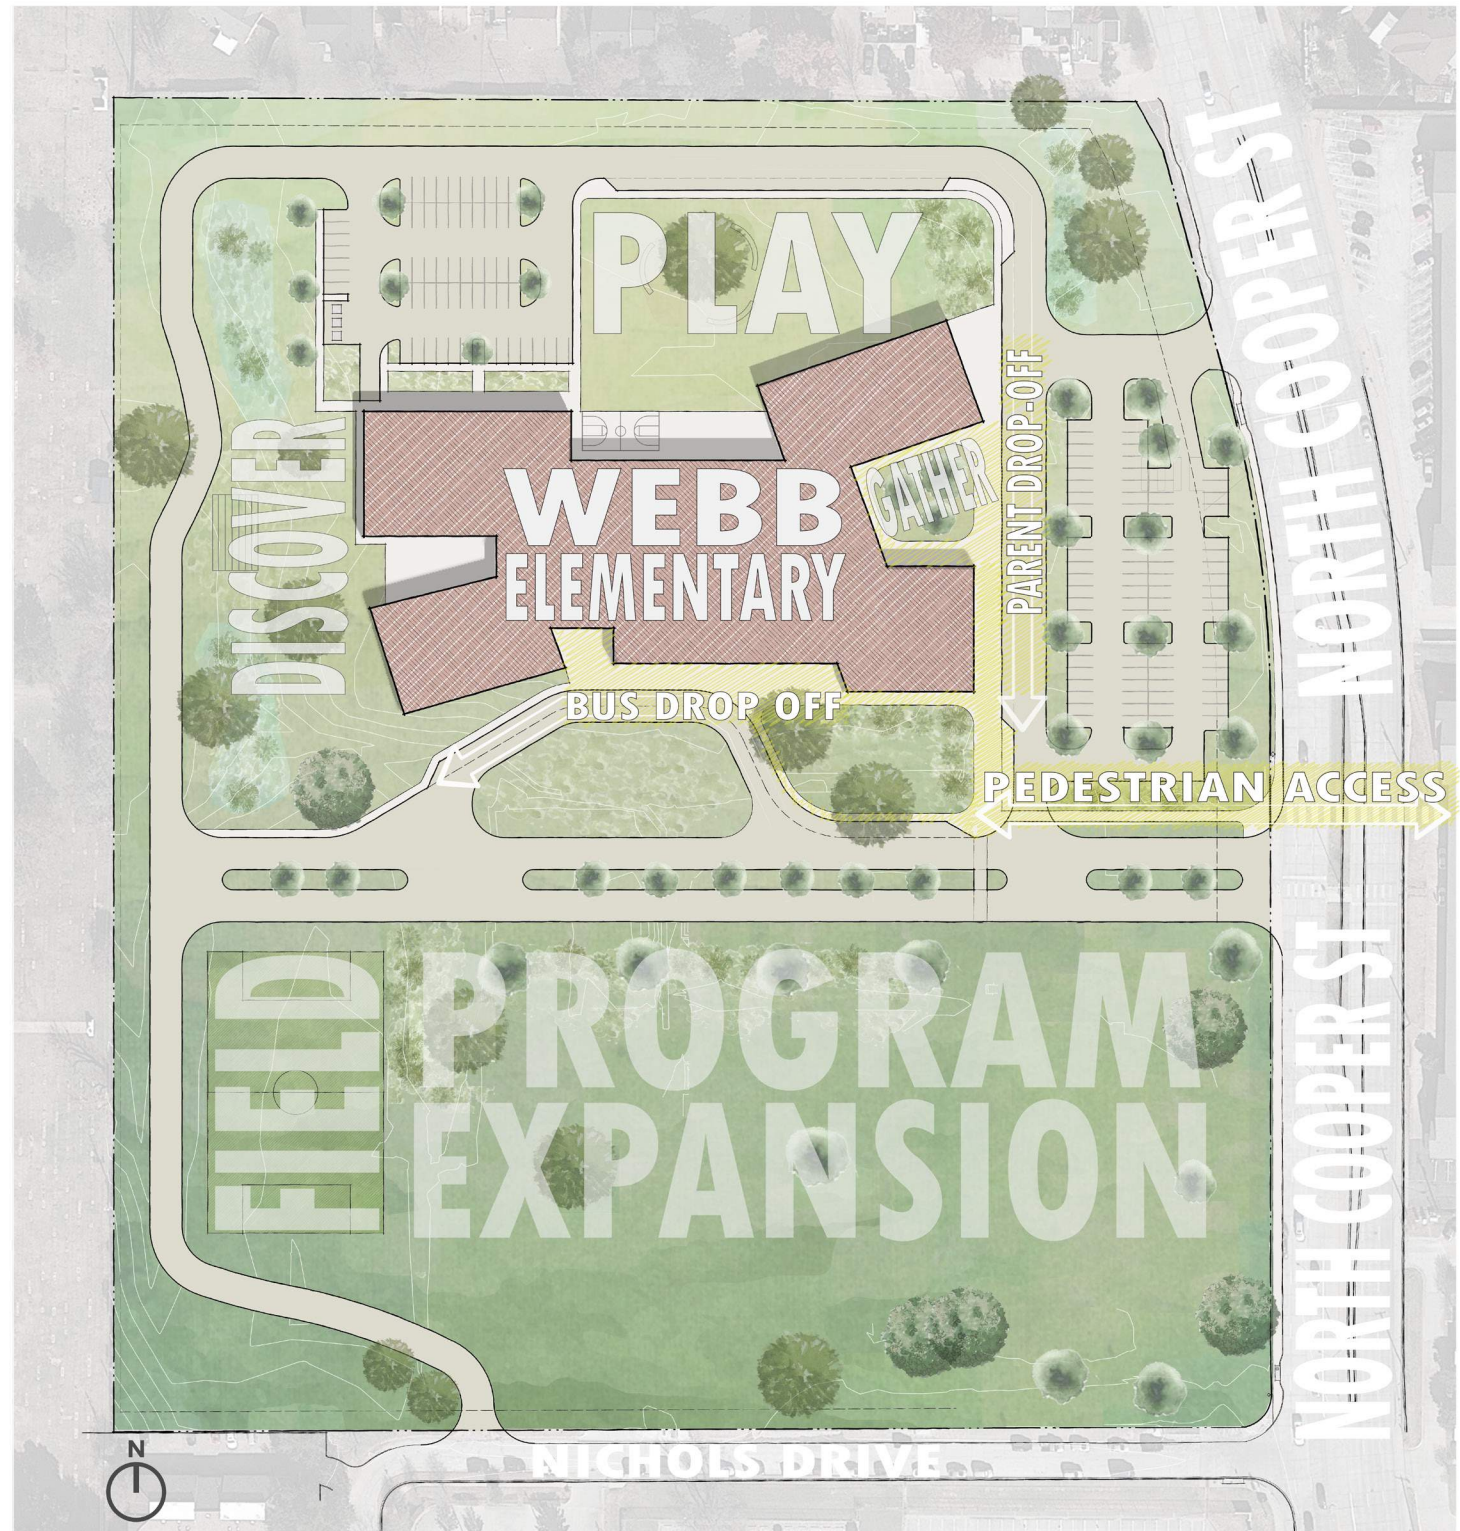 NORTH COOPER ST
PLAY
PARENT DROP-OFF
GATHER
DISCOVER
WEBB
ELEMENTARY
BUS DROP OFF
PEDESTRIAN ACCESS
FIELD
PROGRAM
EXPANSION
NORTH COOPER ST
NICHOLS DRIVE
N